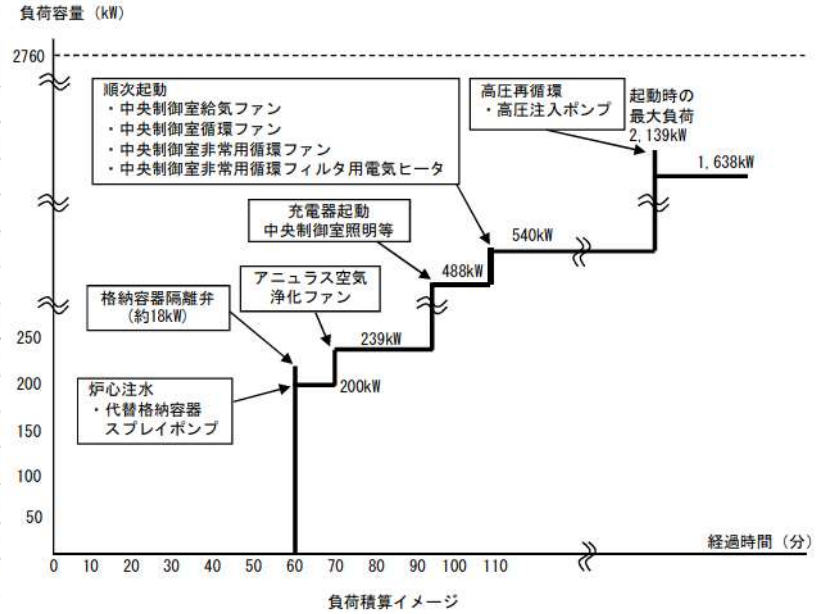 負荷容量（kW）
2760
順次起動
・中央制御室給気ファン
・中央制御室循環ファン
・中央制御室非常用循環ファン
・中央制御室非常用循環フィルタ用電気ヒータ
高圧再循環
・高圧注入ポンプ
起動時の
最大負荷
2,139kW
1,638kW
充電器起動
中央制御室照明等
540kW
488kW
アニュラス空気
浄化ファン
格納容器隔離弁
(約18kW)
239kW
250
200
200kW
炉心注水
・代替格納容器
スプレイポンプ
150
100
50
経過時間（分）
0 10 20 30 40 50 60 70 80 90 100 110
負荷積算イメージ